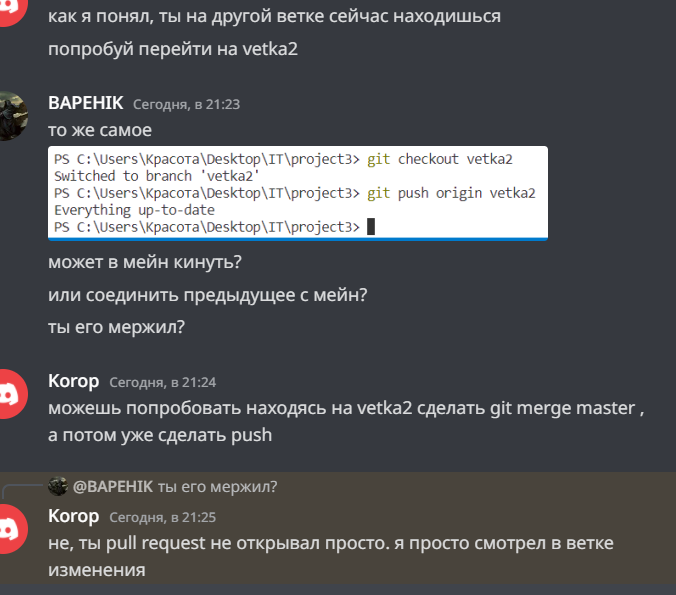 как я понял, ты на другой ветке сейчас находишься
попробуй перейти на vetka2
ВАРЕНІК Сегодня, в 21:23
то же самое
PS C:\Users\Красота\Desktop\IT\project3> git checkout vetka2
Switched to branch 'vetka2'
PS C:\Users\Красота\Desktop\IT\project3> git push origin vetka2
Everything up-to-date
PS C:\Users\Красота\Desktop\IT\project3>
может в мейн кинуть?
или соединить предыдущее с мейн?
ты его мержил?
Korop Сегодня, в 21:24
можешь попробовать находясь на vetka2 сделать git merge master ,
а потом уже сделать push
@ВАРЕНІК ты его мержил?
Korop Сегодня, в 21:25
не, ты pull request не открывал просто. я просто смотрел в ветке
изменения